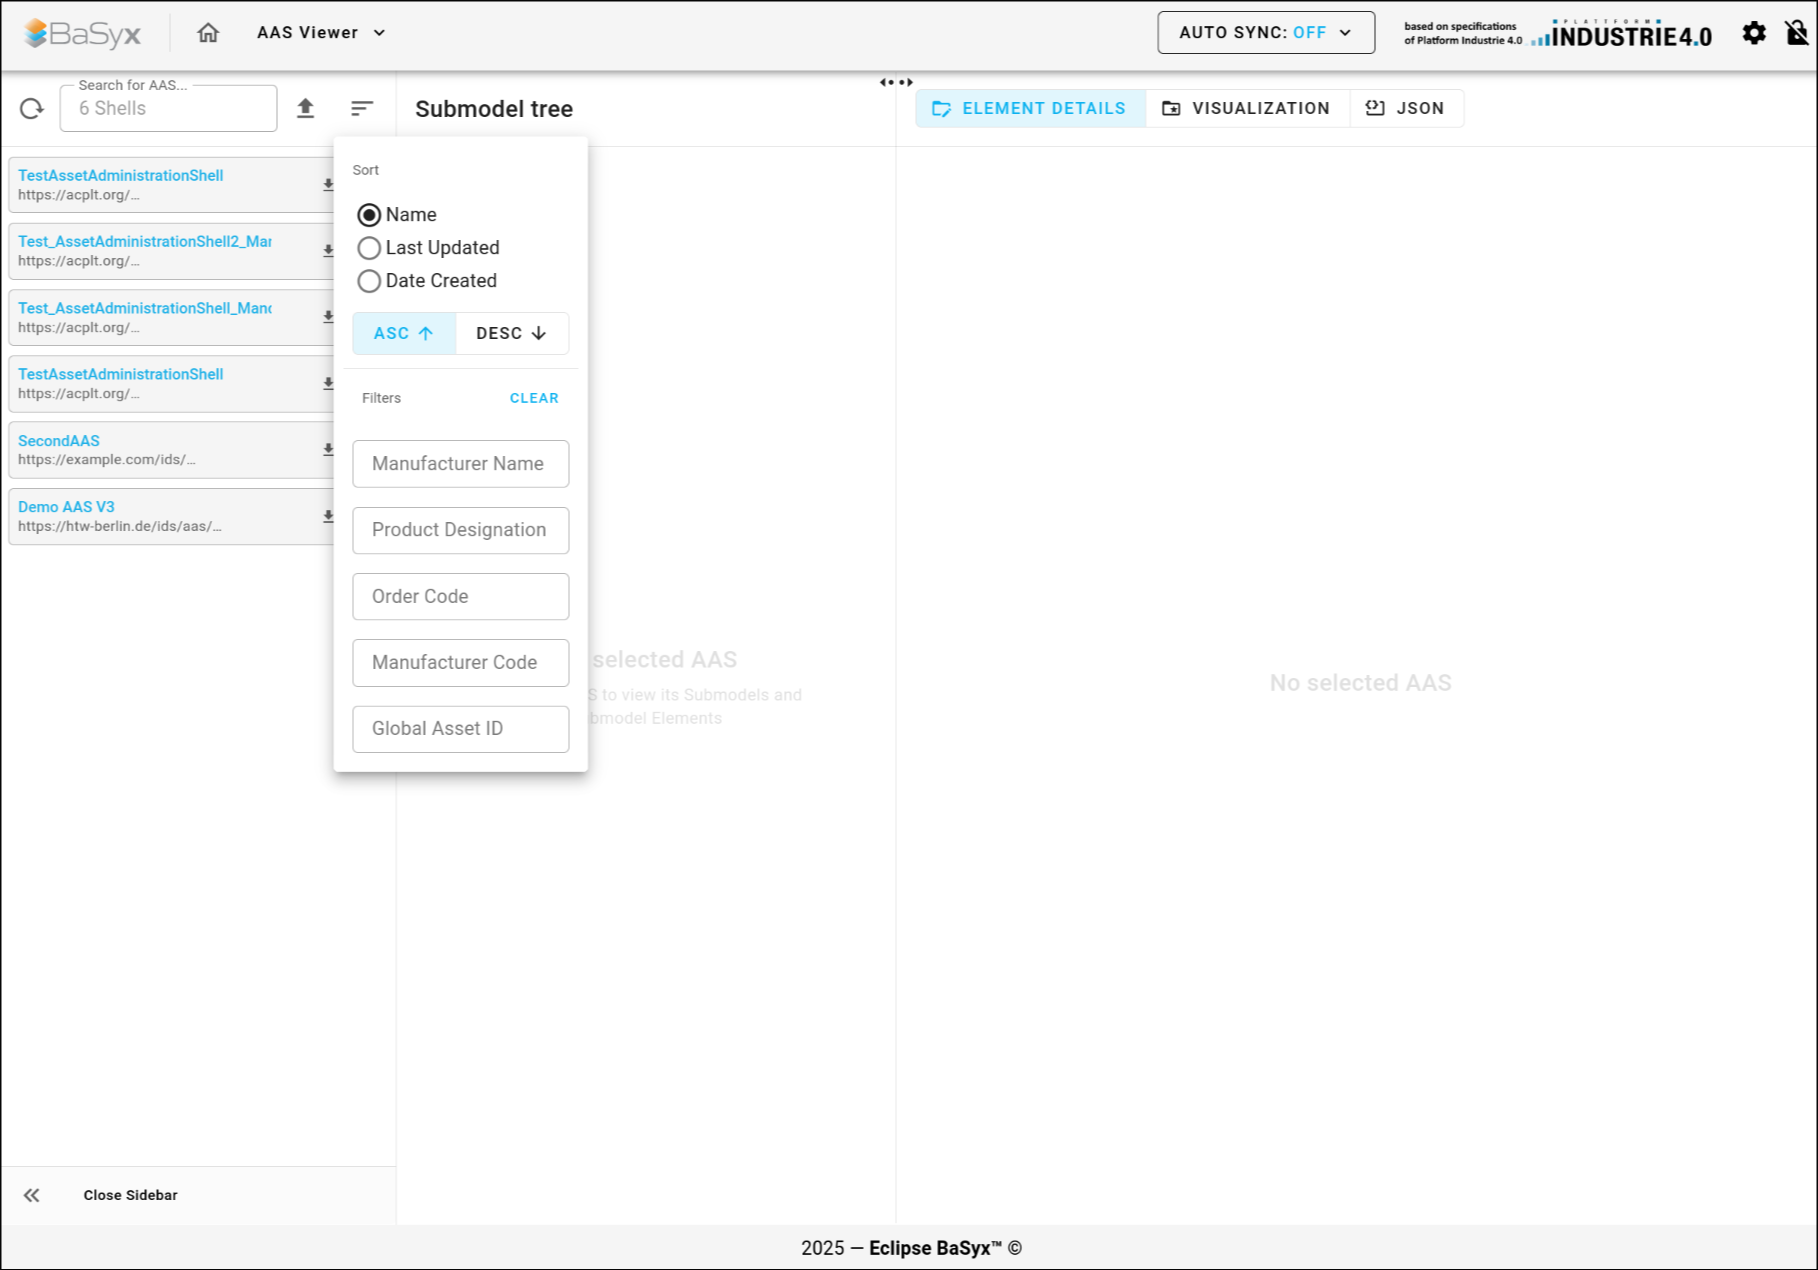 BaSyx
AAS Viewer
AUTO SYNC: OFF
based on specifications
of Platform Industrie 4.0
PLATTFORM
INDUSTRIE4.0
Search for AAS...
6 Shells
Submodel tree
ELEMENT DETAILS
VISUALIZATION
JSON
TestAssetAdministrationShell
https://acplt.org/...
Test_AssetAdministrationShell2_Mar
https://acplt.org/...
Test_AssetAdministrationShell_Manc
https://acplt.org/...
TestAssetAdministrationShell
https://acplt.org/...
SecondAAS
https://example.com/ids/...
Demo AAS V3
https://htw-berlin.de/ids/aas/...
Sort
Name
Last Updated
Date Created
ASC
DESC
Filters
CLEAR
Manufacturer Name
Product Designation
Order Code
Manufacturer Code
Global Asset ID
selected AAS
S to view its Submodels and
bmodel Elements
No selected AAS
Close Sidebar
2025 — Eclipse BaSyx™ ©